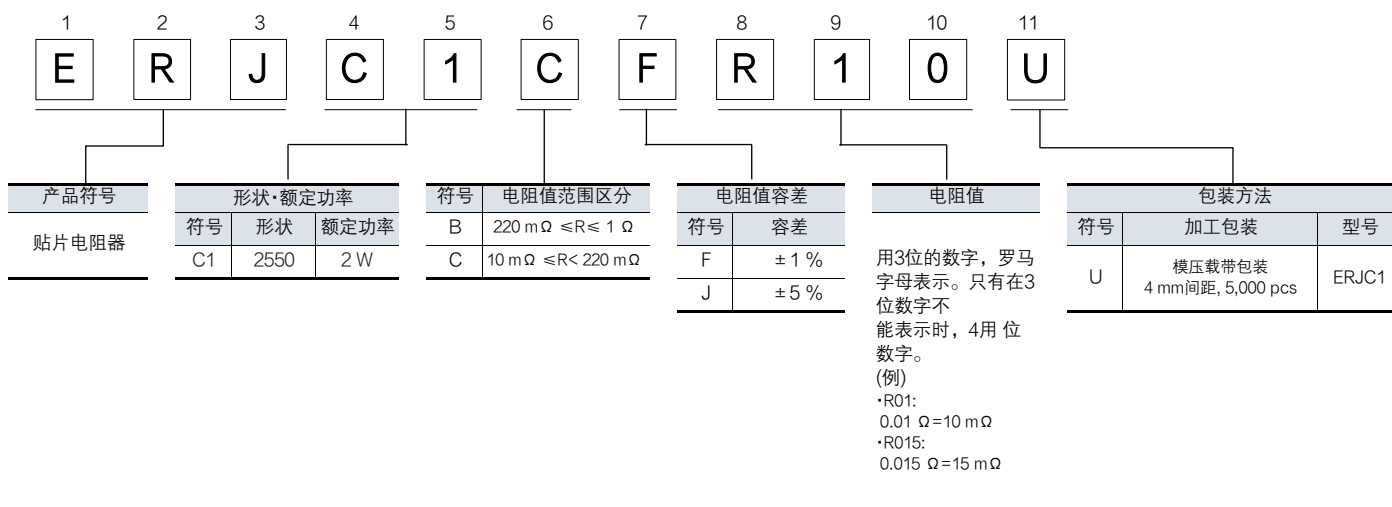 1 2 3 4 5 6 7 8 9 10 11
E R J C 1 C F R 1 0 U
产品符号
贴片电阻器
形状·额定功率
符号 形状 额定功率
C1 2550 2 W
符号 电阻值范围区分
B 220 mΩ ≤R≤ 1 Ω
C 10 mΩ ≤R< 220 mΩ
电阻值容差
符号 容差
F ±1 %
J ±5 %
电阻值
用3位的数字，罗马
字母表示。只有在3
位数字不
能表示时，4用 位
数字。
(例)
·R01:
0.01 Ω=10 mΩ
·R015:
0.015 Ω=15 mΩ
包装方法
符号 加工包装 型号
U 模压载带包装 ERJC1
4 mm间距, 5,000 pcs